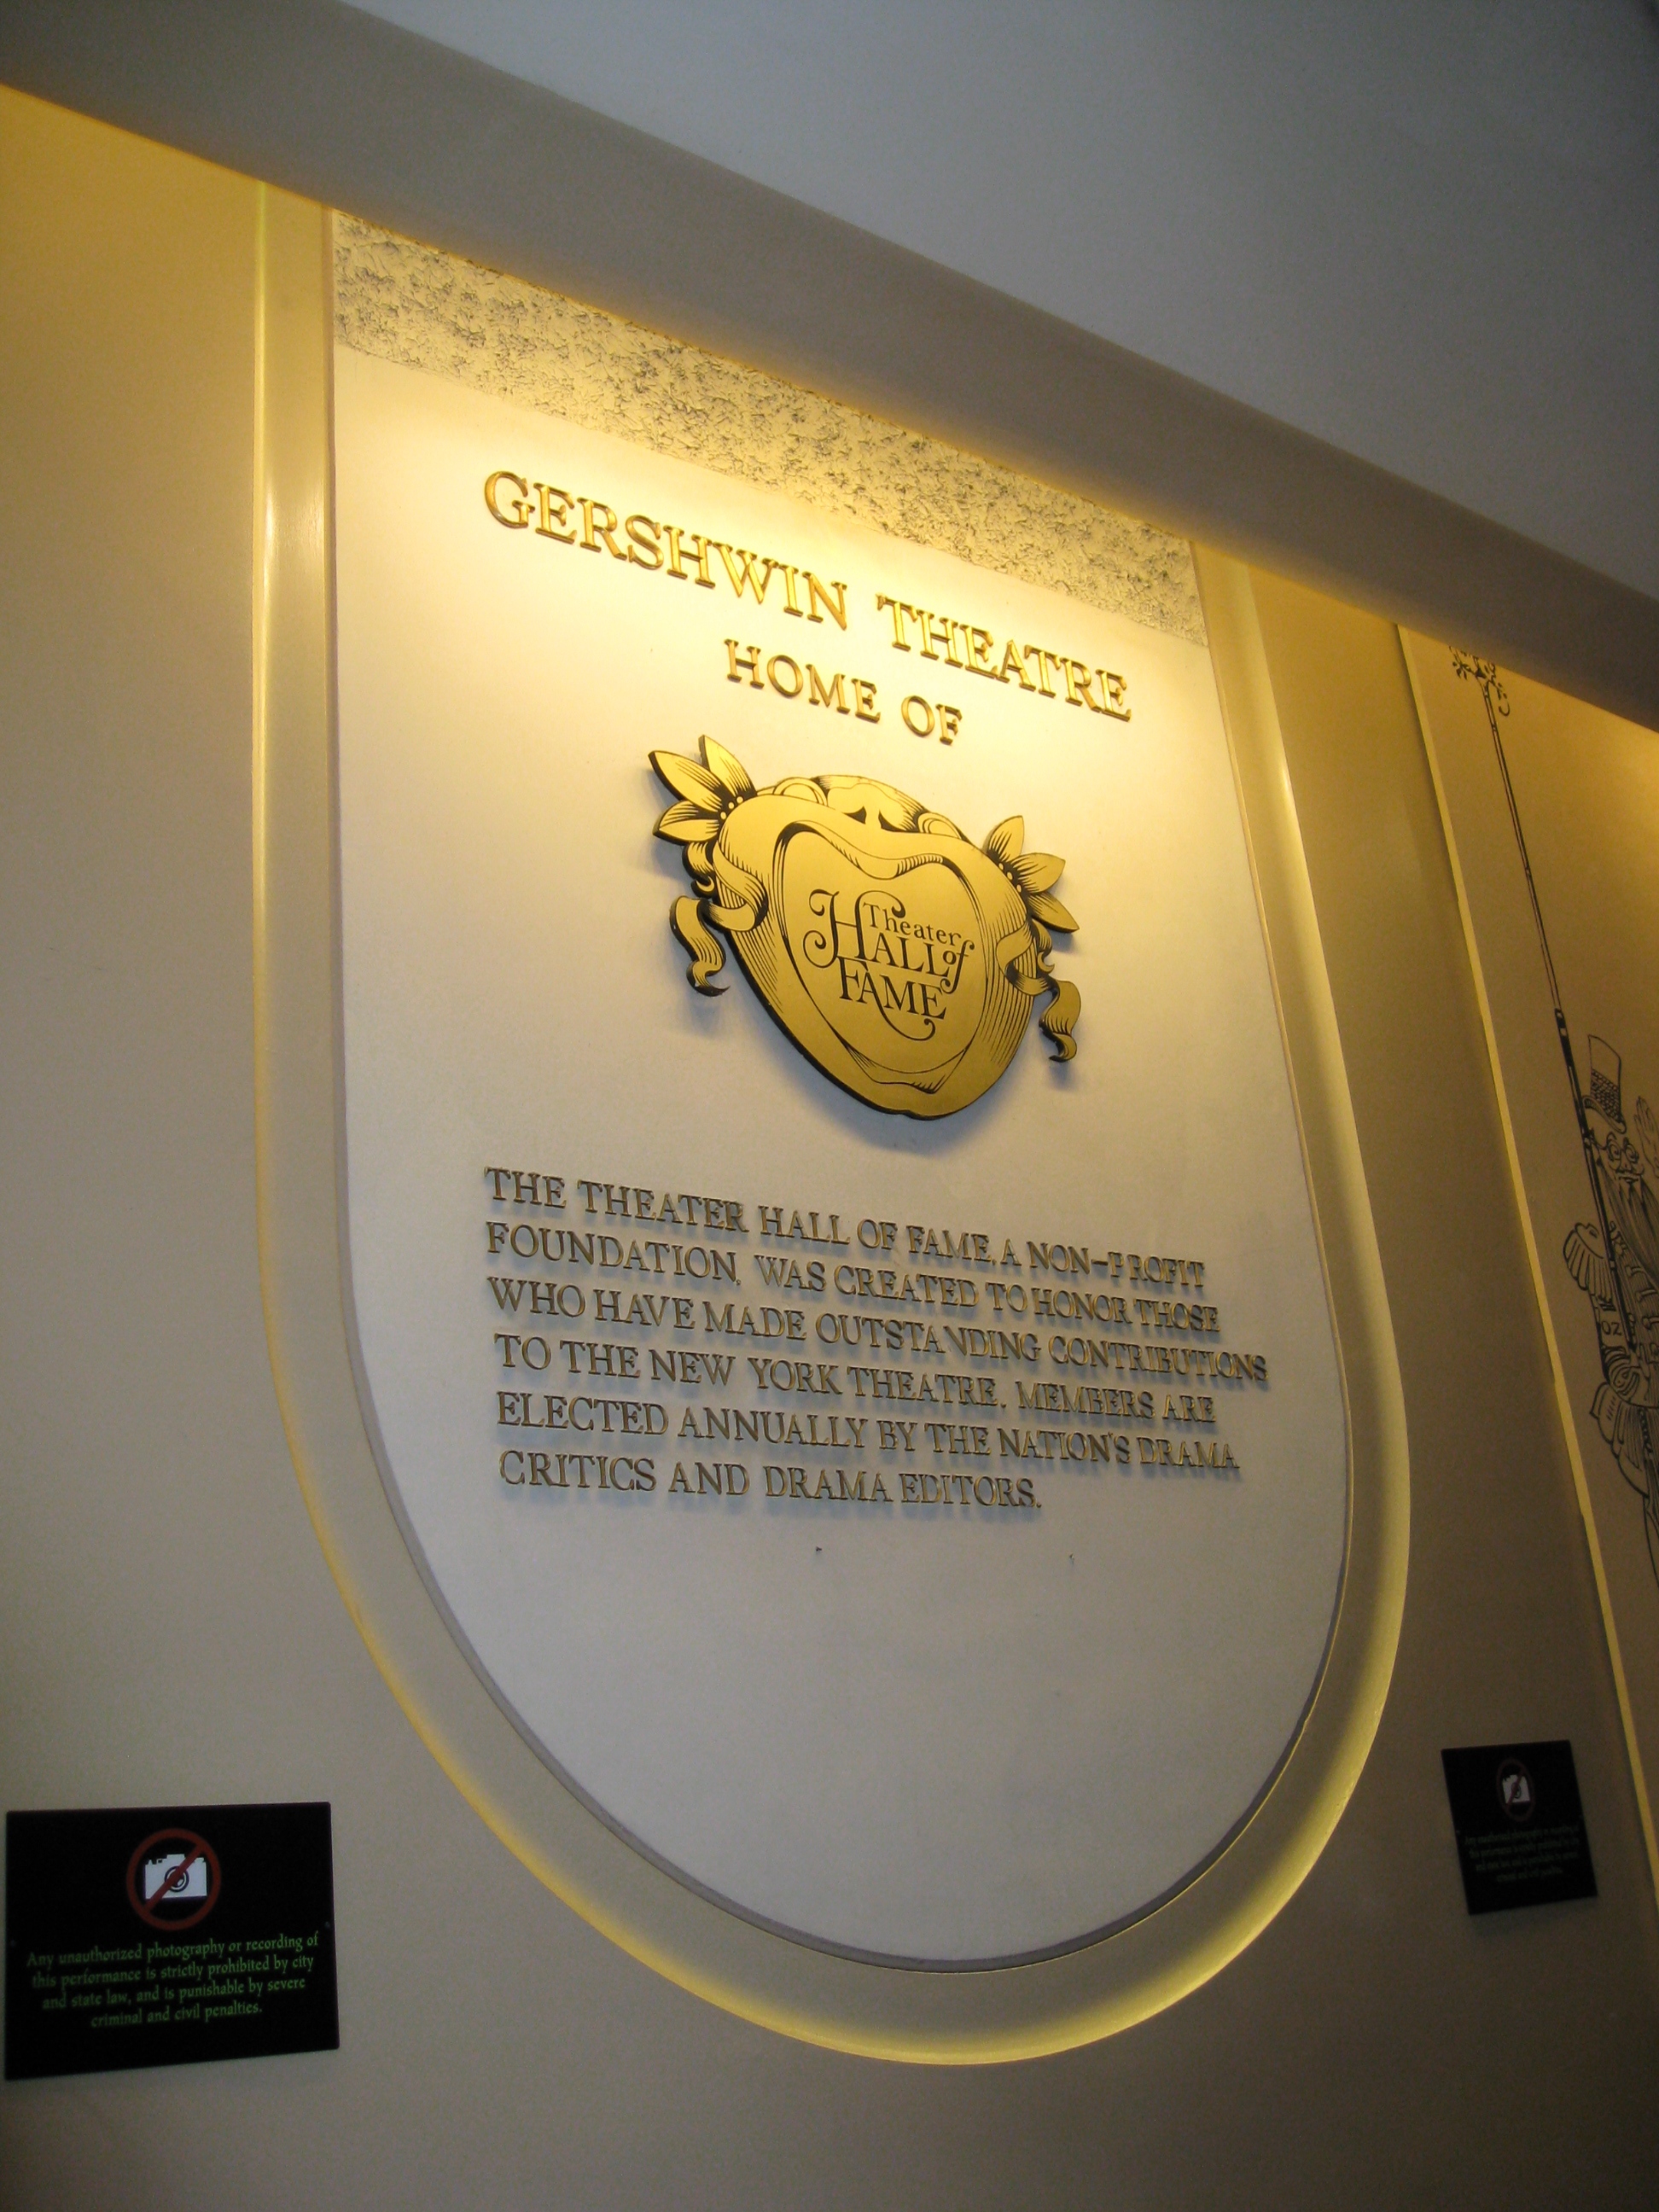 GERSHWIN THEATRE
HOME OF
Theater
HALL of
FAME
THE THEATER HALL OF FAME, A NON-PROFIT
FOUNDATION, WAS CREATED TO HONOR THOSE
WHO HAVE MADE OUTSTANDING CONTRIBUTIONS
TO THE NEW YORK THEATRE. MEMBERS ARE
ELECTED ANNUALLY BY THE NATION'S DRAMA
CRITICS AND DRAMA EDITORS.
OZ
Any unauthorized photography or recording of
this performance is strictly prohibited by city
and state law, and is punishable by severe
criminal and civil penalties.